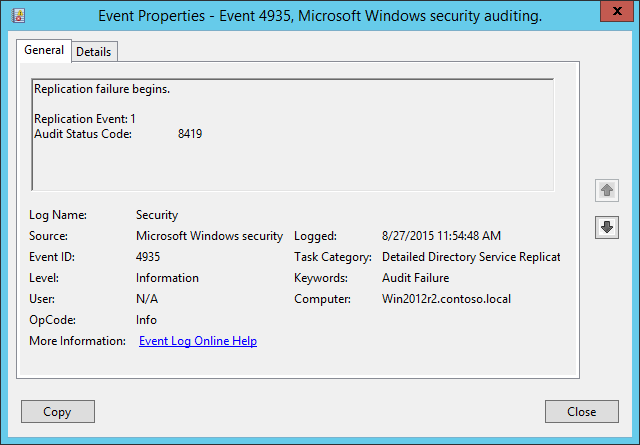 Event Properties - Event 4935, Microsoft Windows security auditing.
x
General Details
Replication failure begins.
Replication Event: 1
Audit Status Code: 8419
Log Name: Security
Source: Microsoft Windows security Logged: 8/27/2015 11:54:48 AM
Event ID: 4935 Task Category: Detailed Directory Service Replicat
Level: Information Keywords: Audit Failure
User: N/A Computer: Win2012r2.contoso.local
OpCode: Info
More Information: Event Log Online Help
Copy Close